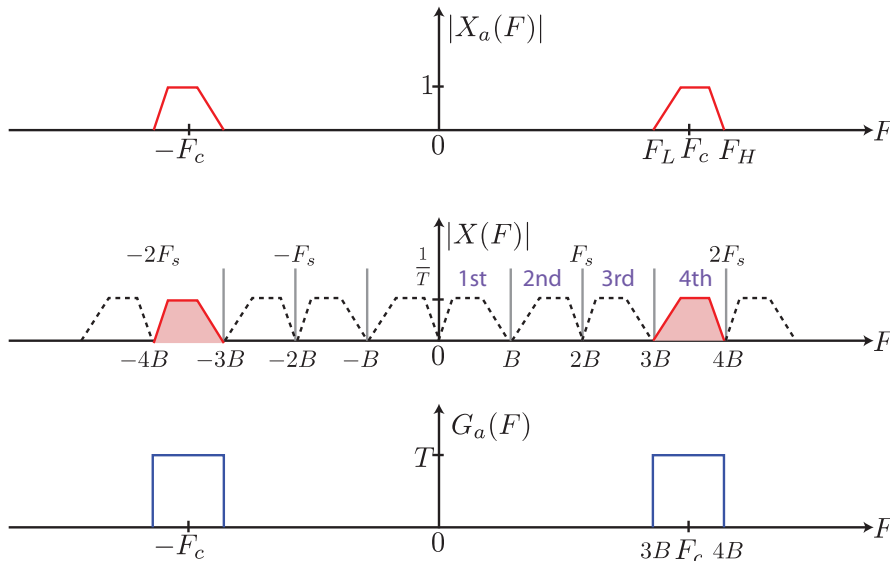 |X_a(F)|
1
−F_c
0
F_L
F_c
F_H
F
|X(F)|
−2F_s
−F_s
1/T
1st
2nd
F_s
3rd
4th
2F_s
−4B
−3B
−2B
−B
0
B
2B
3B
4B
F
G_a(F)
T
−F_c
0
3B
F_c
4B
F